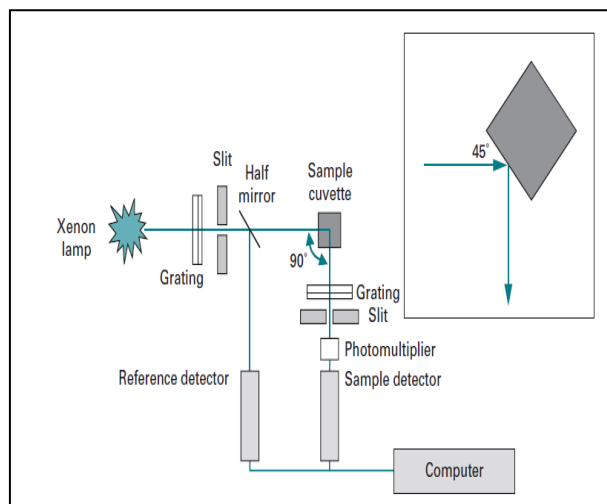 Slit
Half
mirror
Sample
cuvette
45°
Xenon
lamp
Grating
90°
Grating
Slit
Photomultiplier
Reference detector
Sample detector
Computer